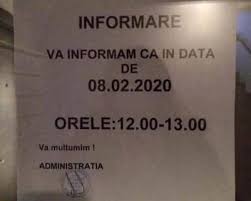 INFORMARE
VA INFORMAM CA IN DATA
DE
08.02.2020
ORELE:12.00-13.00
Va multumim !
ADMINISTRATIA